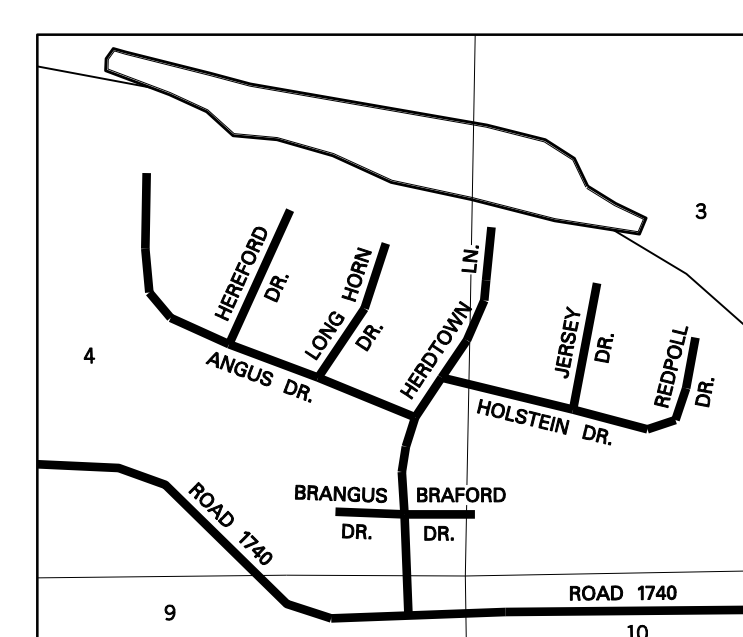 3
HEREFORD DR.
LONG HORN DR.
HERDTOWN LN.
JERSEY DR.
REDPOLL DR.
4
ANGUS DR.
HOLSTEIN DR.
BRANGUS DR.
BRAFORD DR.
ROAD 1740
ROAD 1740
9
10